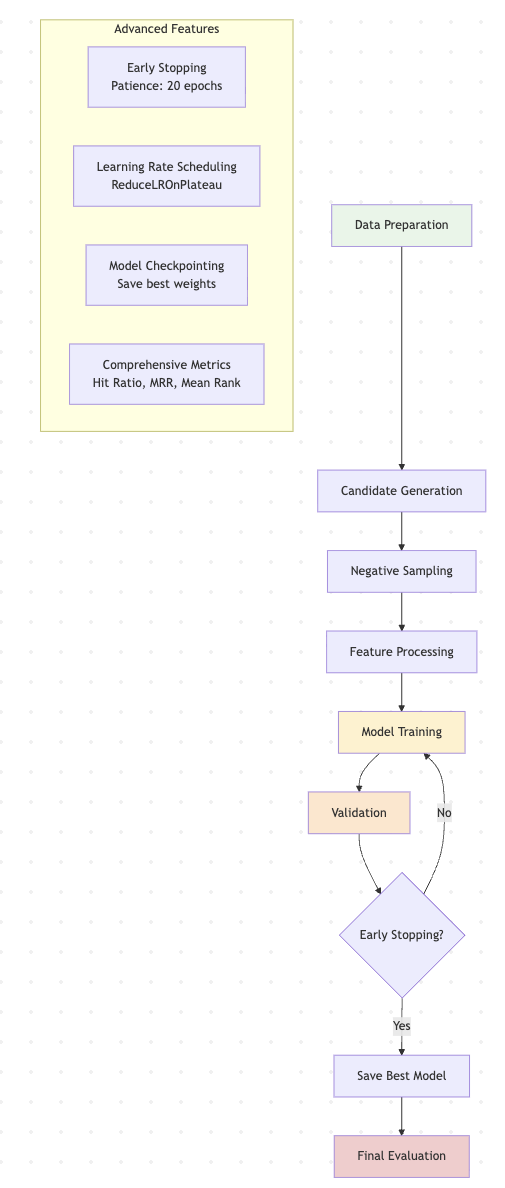 Advanced Features
Early Stopping
Patience: 20 epochs
Learning Rate Scheduling
ReduceLROnPlateau
Model Checkpointing
Save best weights
Comprehensive Metrics
Hit Ratio, MRR, Mean Rank
Data Preparation
Candidate Generation
Negative Sampling
Feature Processing
Model Training
Validation
No
Early Stopping?
Yes
Save Best Model
Final Evaluation